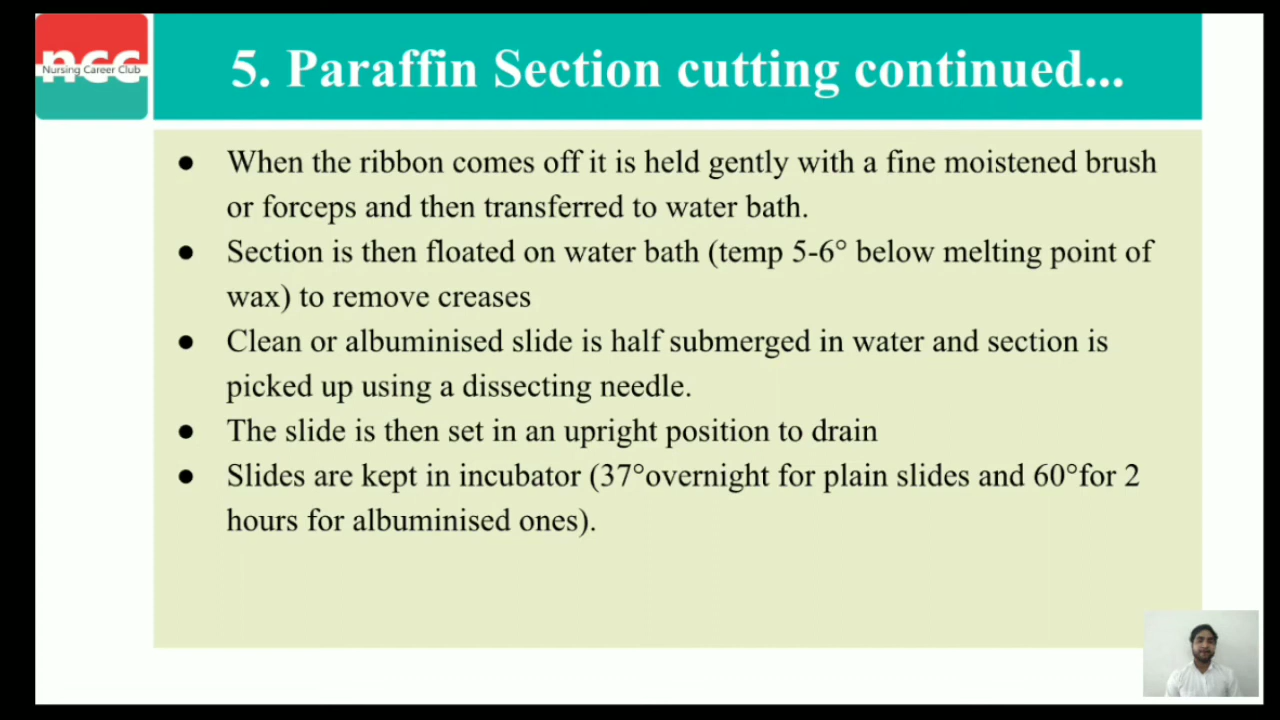 ncc
Nursing Career Club
5. Paraffin Section cutting continued...
● When the ribbon comes off it is held gently with a fine moistened brush
or forceps and then transferred to water bath.
● Section is then floated on water bath (temp 5-6° below melting point of
wax) to remove creases
● Clean or albuminised slide is half submerged in water and section is
picked up using a dissecting needle.
● The slide is then set in an upright position to drain
● Slides are kept in incubator (37°overnight for plain slides and 60°for 2
hours for albuminised ones).